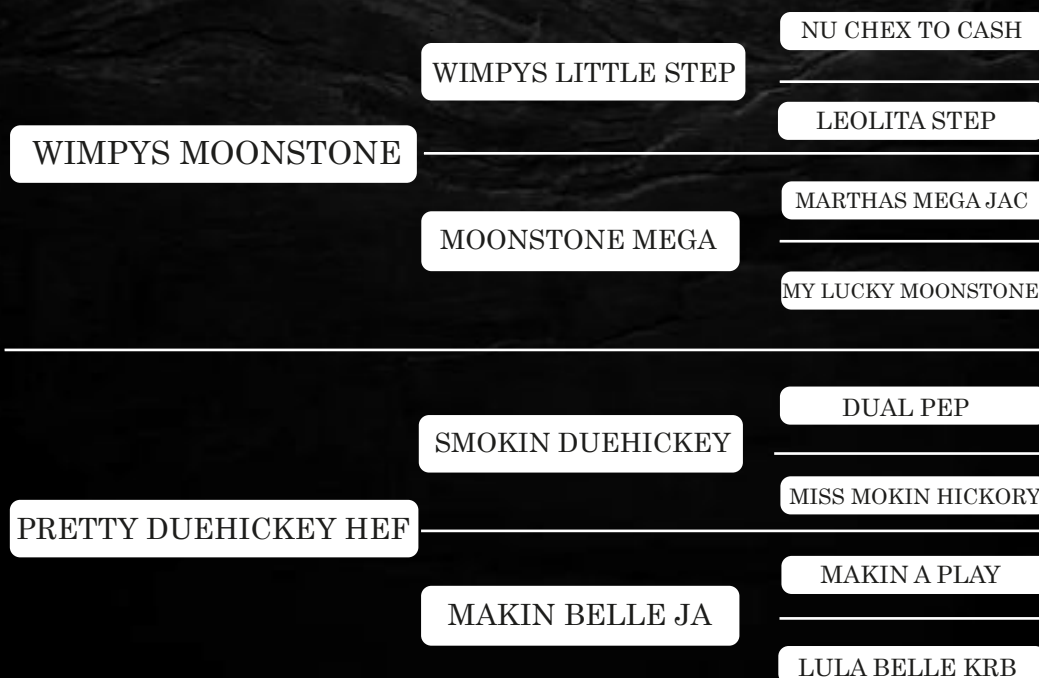 NU CHEX TO CASH
WIMPYS LITTLE STEP
LEOLITA STEP
WIMPYS MOONSTONE
MARTHAS MEGA JAC
MOONSTONE MEGA
MY LUCKY MOONSTONE
DUAL PEP
SMOKIN DUEHICKEY
MISS MOKIN HICKORY
PRETTY DUEHICKEY HEF
MAKIN A PLAY
MAKIN BELLE JA
LULA BELLE KRB